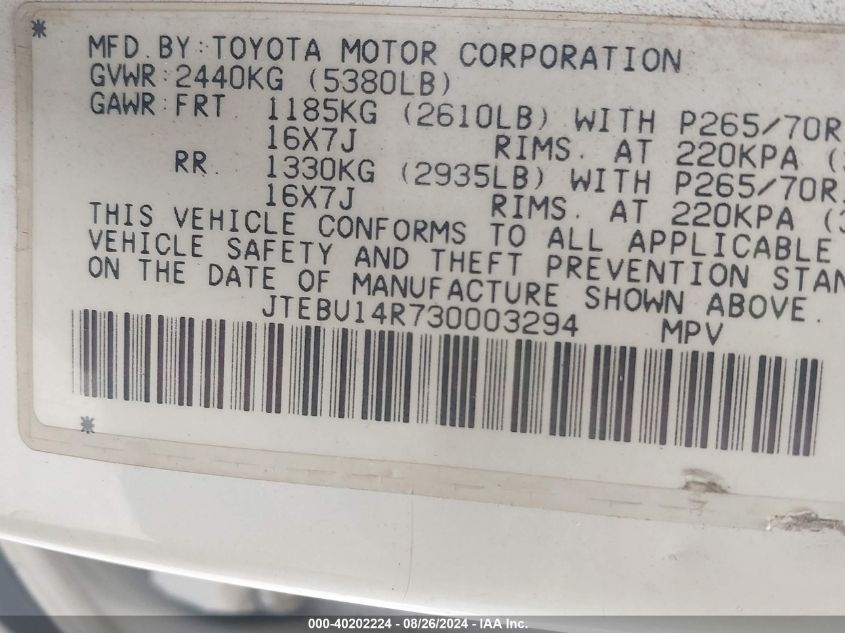 MFD. BY: TOYOTA MOTOR CORPORATION
GVWR: 2440KG (5380LB)
GAWR: FRT 1185KG (2610LB) WITH P265/70R
16X7J RIMS. AT 220KPA (
RR. 1330KG (2935LB) WITH P265/70R
16X7J RIMS. AT 220KPA (3
THIS VEHICLE CONFORMS TO ALL APPLICABLE
VEHICLE SAFETY AND THEFT PREVENTION STAN
ON THE DATE OF MANUFACTURE SHOWN ABOVE.
JTEBU14R730003294 MPV
000-40202224 - 08/26/2024 - IAA Inc.